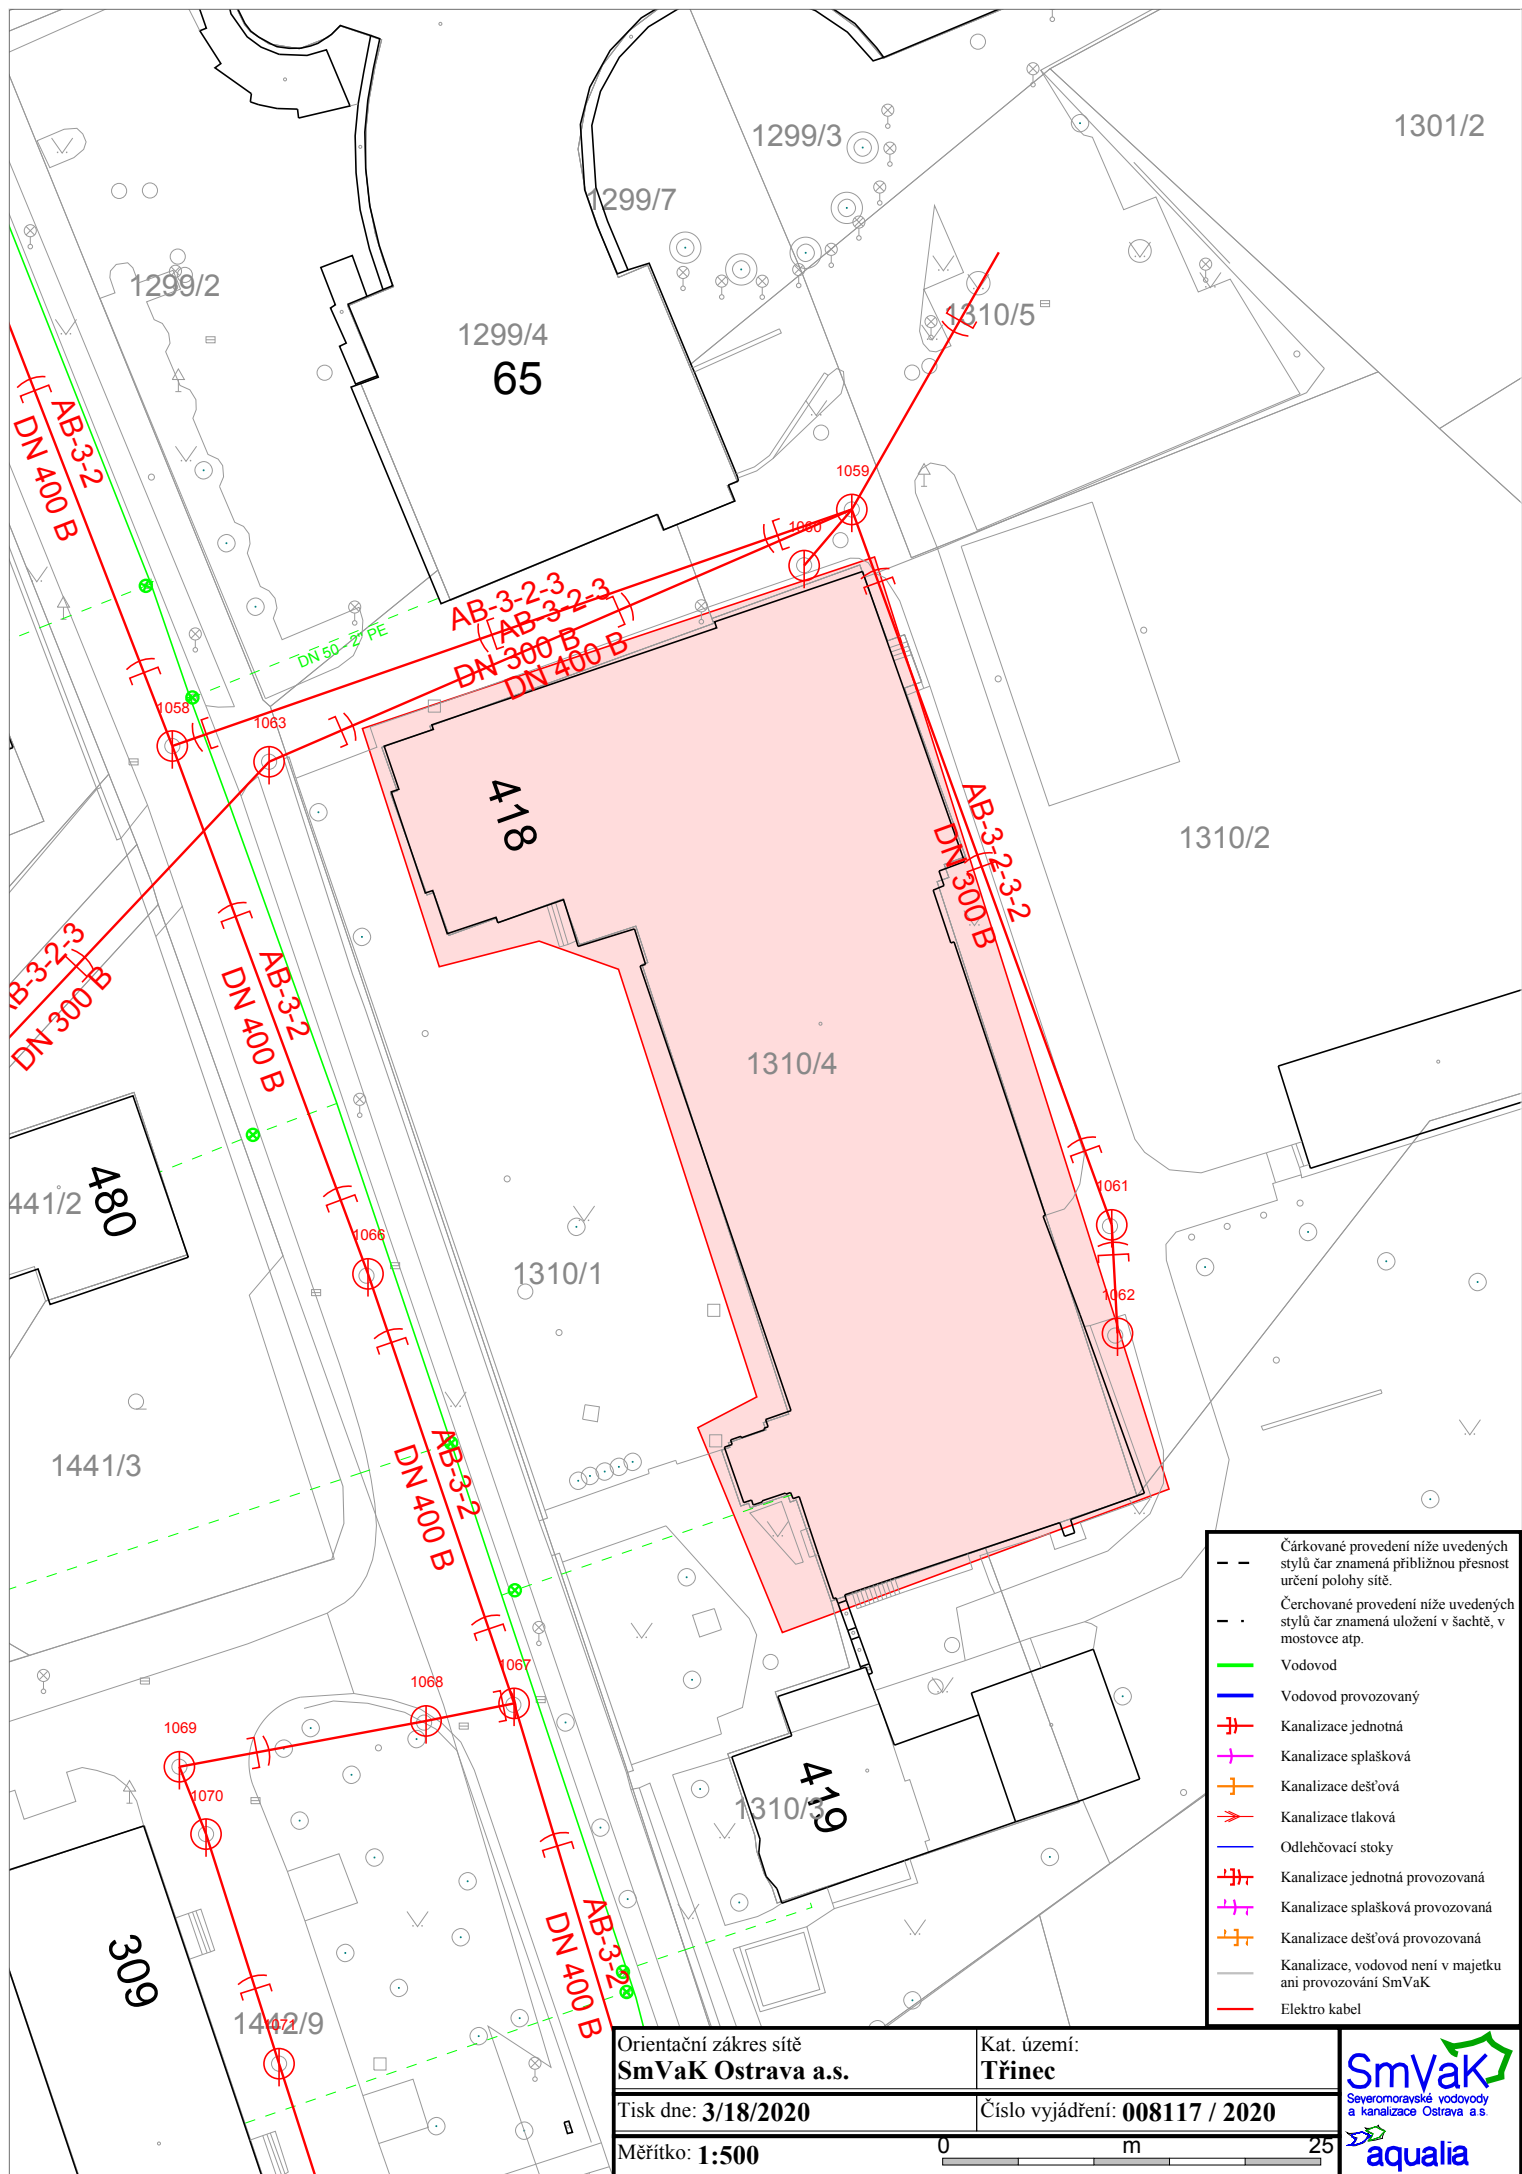 1299/3
1301/2
1299/7
1299/2
1310/5
1299/4
65
AB-3-2
DN 400 B
1059
1060
AB-3-2-3
AB-3-2-3
DN 300 B
DN 400 B
DN 50 - 2" PE
1058
1063
418
AB-3-2-3-2
DN 300 B
1310/2
AB-3-2
DN 400 B
AB-3-2-3
DN 300 B
1310/4
480
441/2
1061
1066
1310/1
1062
AB-3-2
DN 400 B
1441/3
1067
1068
1069
1070
419
1310/3
AB-3-2
DN 400 B
309
1442/9
1071
Čárkované provedení níže uvedených
stylů čar znamená přibližnou přesnost
určení polohy sítě.
Čerchované provedení níže uvedených
stylů čar znamená uložení v šachtě, v
mostovce atp.
Vodovod
Vodovod provozovaný
Kanalizace jednotná
Kanalizace splašková
Kanalizace dešťová
Kanalizace tlaková
Odlehčovací stoky
Kanalizace jednotná provozovaná
Kanalizace splašková provozovaná
Kanalizace dešťová provozovaná
Kanalizace, vodovod není v majetku
ani provozování SmVaK
Elektro kabel
Orientační zákres sítě
SmVaK Ostrava a.s.
Kat. území:
Třinec
Tisk dne: 3/18/2020
Číslo vyjádření: 008117 / 2020
Měřítko: 1:500
0 m 25
SmVaK
Severomoravské vodovody
a kanalizace Ostrava a.s.
aqualia